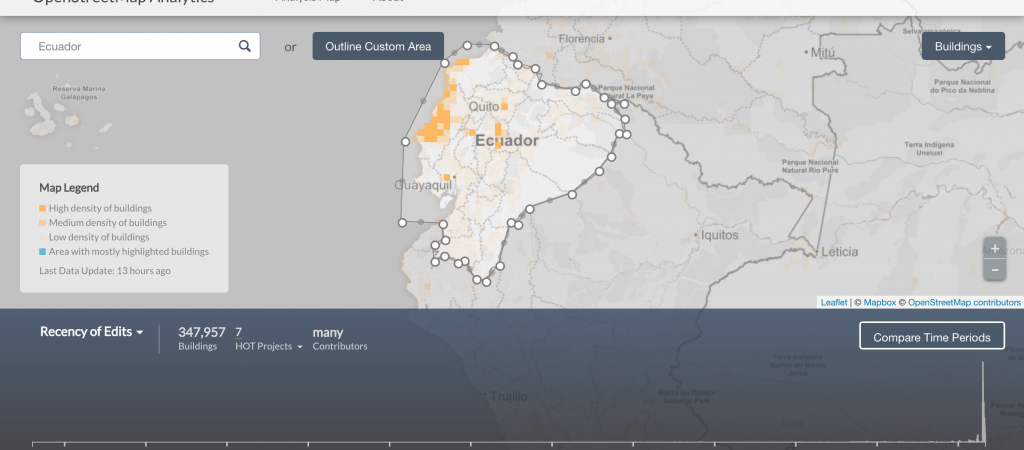 OpenStreetMap Analytics
Analysis Map About
Ecuador
or
Outline Custom Area
Buildings
Florencia
Mitú
Parque Nacional
do Pico da Neblina
Reserva Marina
Galápagos
Parque Nacional
Natural La Paya
Quito
Ecuador
Terra Indigena
Parque Nacional
Natural Rio Puré
Guayaquil
Iquitos
Leticia
Map Legend
High density of buildings
Medium density of buildings
Low density of buildings
Area with mostly highlighted buildings
Last Data Update: 13 hours ago
+
−
Leaflet | © Mapbox © OpenStreetMap contributors
Recency of Edits
347,957
Buildings
7
HOT Projects
many
Contributors
Compare Time Periods
Trujillo